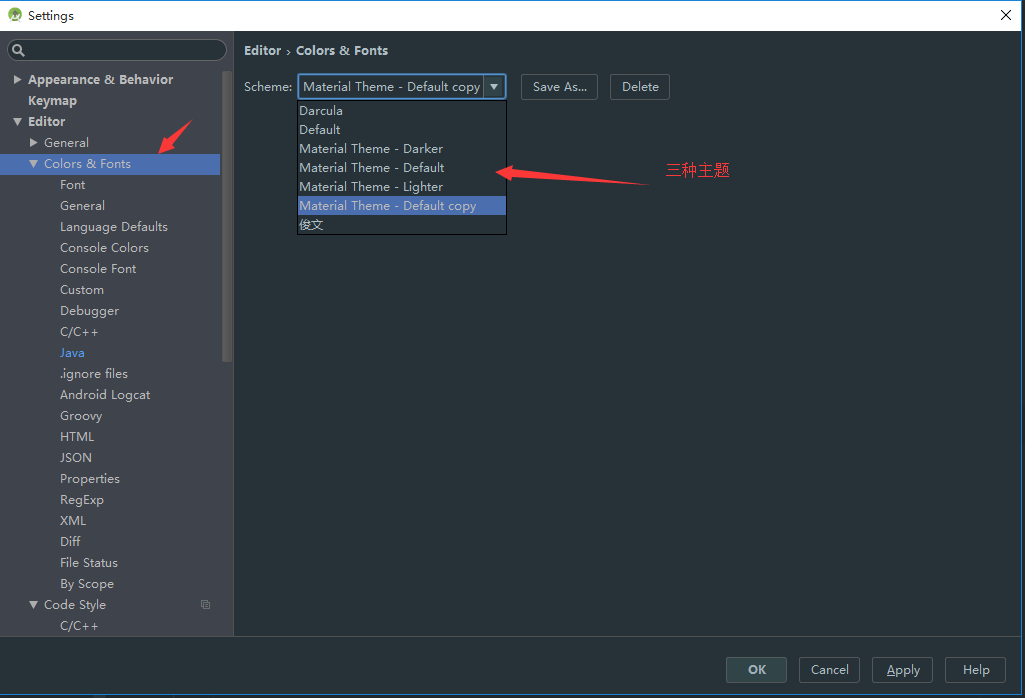 Settings
Appearance & Behavior
Keymap
Editor
General
Colors & Fonts
Font
General
Language Defaults
Console Colors
Console Font
Custom
Debugger
C/C++
Java
.ignore files
Android Logcat
Groovy
HTML
JSON
Properties
RegExp
XML
Diff
File Status
By Scope
Code Style
C/C++
Editor › Colors & Fonts
Scheme: Material Theme - Default copy Save As... Delete
Darcula
Default
Material Theme - Darker
Material Theme - Default
Material Theme - Lighter
Material Theme - Default copy
俊文
三种主题
OK Cancel Apply Help